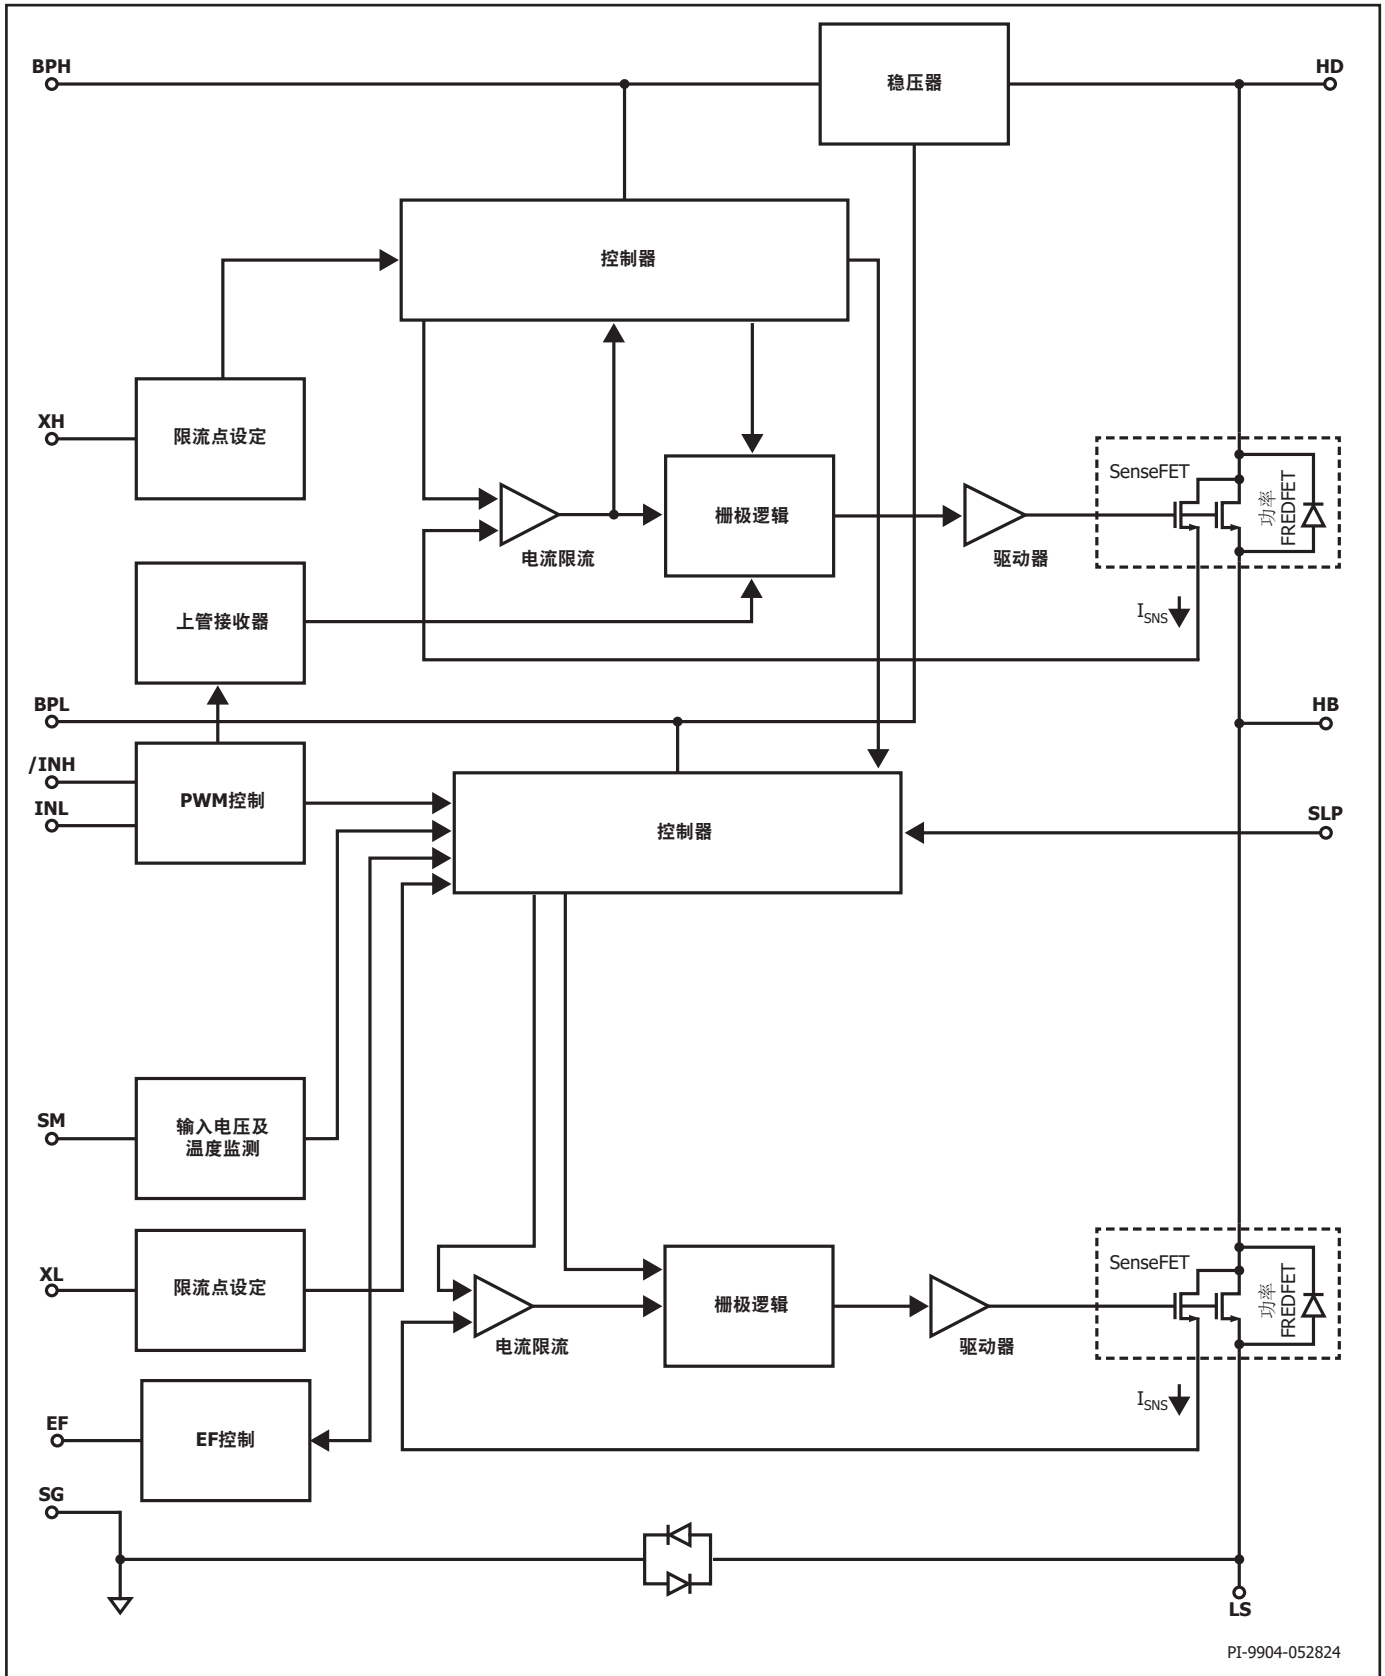 BPH
稳压器
HD
控制器
XH
限流点设定
SenseFET
功率
FREDFET
栅极逻辑
电流限流
驱动器
上管接收器
ISNS
BPL
HB
/INH
PWM控制
INL
SLP
控制器
SM
输入电压及
温度监测
XL
限流点设定
SenseFET
功率
FREDFET
栅极逻辑
电流限流
驱动器
ISNS
EF
EF控制
SG
LS
PI-9904-052824